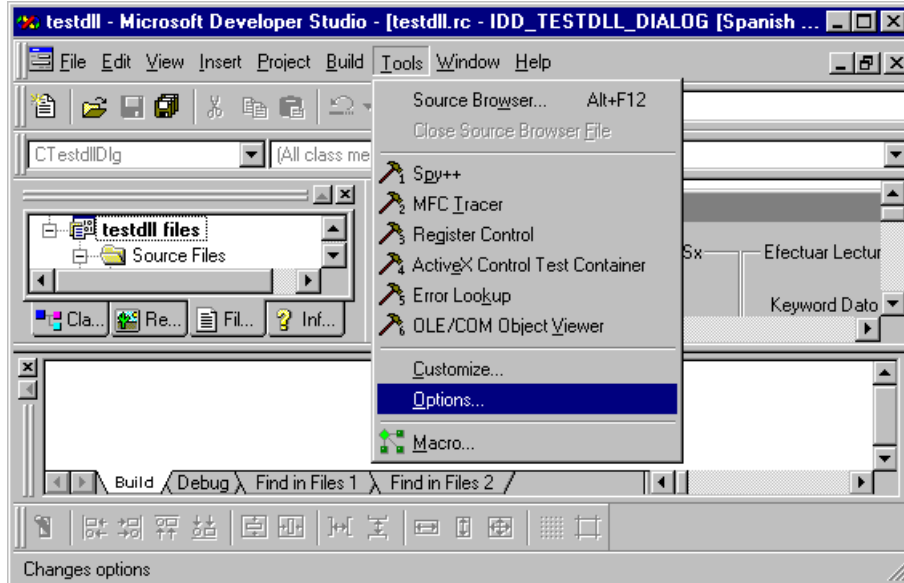 testdll - Microsoft Developer Studio - [testdll.rc - IDD_TESTDLL_DIALOG [Spanish ...
File Edit View Insert Project Build Tools Window Help
Source Browser... Alt+F12
Close Source Browser File
CTestdllDlg (All class me
Spy++
MFC Tracer
Register Control
ActiveX Control Test Container
Error Lookup
OLE/COM Object Viewer
Customize...
Options...
Macro...
testdll files
Source Files
Sx Efectuar Lectur
Keyword Dato
Cla... Re... Fil... Inf...
Build Debug Find in Files 1 Find in Files 2
Changes options